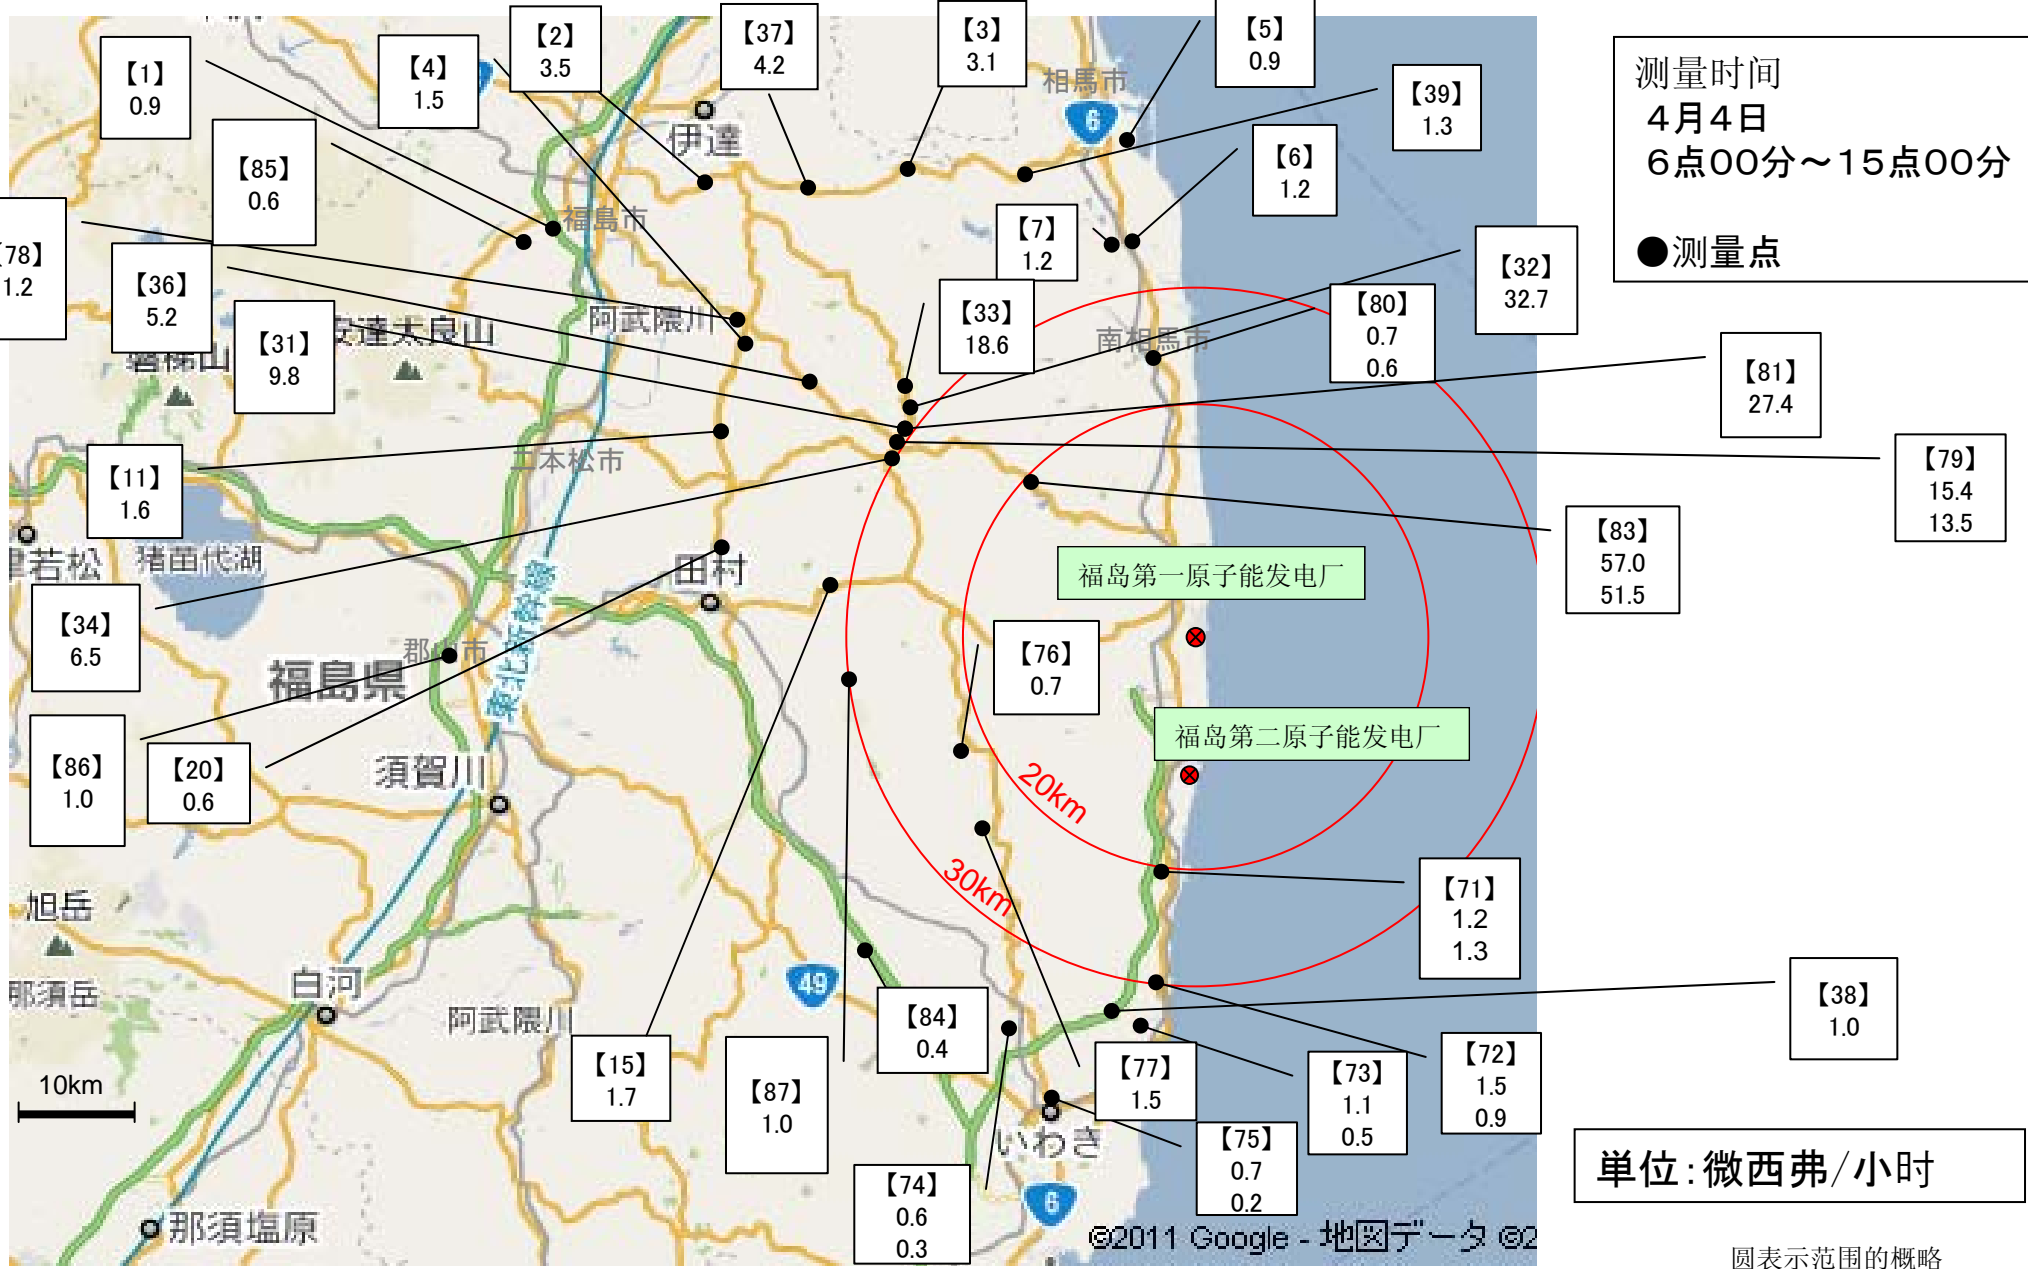 【1】
0.9
【4】
1.5
【2】
3.5
【37】
4.2
【3】
3.1
【5】
0.9
【39】
1.3
【6】
1.2
【85】
0.6
【78】
1.2
【36】
5.2
【31】
9.8
【7】
1.2
【33】
18.6
【32】
32.7
【80】
0.7
0.6
【81】
27.4
【79】
15.4
13.5
【83】
57.0
51.5
【11】
1.6
【34】
6.5
【86】
1.0
【20】
0.6
【76】
0.7
【71】
1.2
1.3
【38】
1.0
【72】
1.5
0.9
【73】
1.1
0.5
【77】
1.5
【75】
0.7
0.2
【84】
0.4
【15】
1.7
【87】
1.0
【74】
0.6
0.3
测量时间
4月4日
6点00分~15点00分
●测量点
相馬市
6
伊達
福島市
阿武隈川
安達太良山
磐梯山
南相馬市
二本松市
猪苗代湖
津若松
田村
福岛第一原子能发电厂
福岛第二原子能发电厂
郡山市
福島県
東北新幹線
須賀川
20km
30km
旭岳
那須岳
白河
阿武隈川
49
10km
いわき
6
那須塩原
©2011 Google - 地図データ ©2
单位:微西弗/小时
圆表示范围的概略